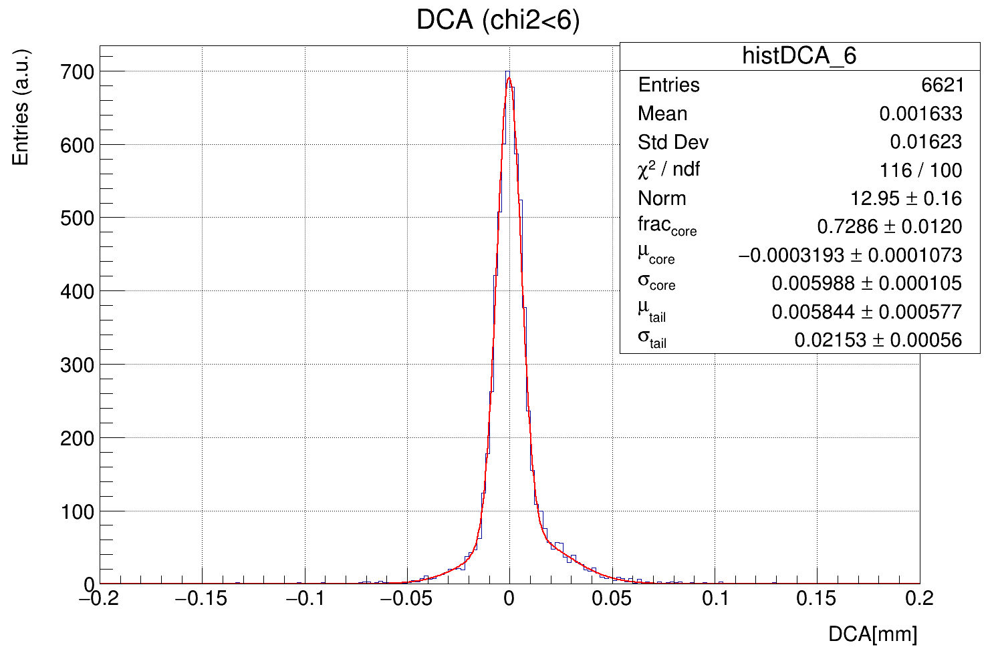 DCA (chi2<6)
Entries (a.u.)
histDCA_6
Entries 6621
Mean 0.001633
Std Dev 0.01623
χ² / ndf 116 / 100
Norm 12.95 ± 0.16
frac_core 0.7286 ± 0.0120
μ_core −0.0003193 ± 0.0001073
σ_core 0.005988 ± 0.000105
μ_tail 0.005844 ± 0.000577
σ_tail 0.02153 ± 0.00056
700
600
500
400
300
200
100
0
−0.2 −0.15 −0.1 −0.05 0 0.05 0.1 0.15 0.2
DCA[mm]